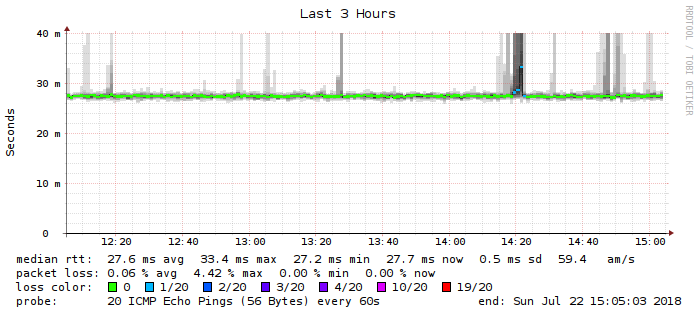 Last 3 Hours
RRDTOOL / TOBI OETIKER
Seconds
40 m
30 m
20 m
10 m
0
12:20 12:40 13:00 13:20 13:40 14:00 14:20 14:40 15:00
median rtt: 27.6 ms avg 33.4 ms max 27.2 ms min 27.7 ms now 0.5 ms sd 59.4 am/s
packet loss: 0.06 % avg 4.42 % max 0.00 % min 0.00 % now
loss color: 0 1/20 2/20 3/20 4/20 10/20 19/20
probe: 20 ICMP Echo Pings (56 Bytes) every 60s end: Sun Jul 22 15:05:03 2018